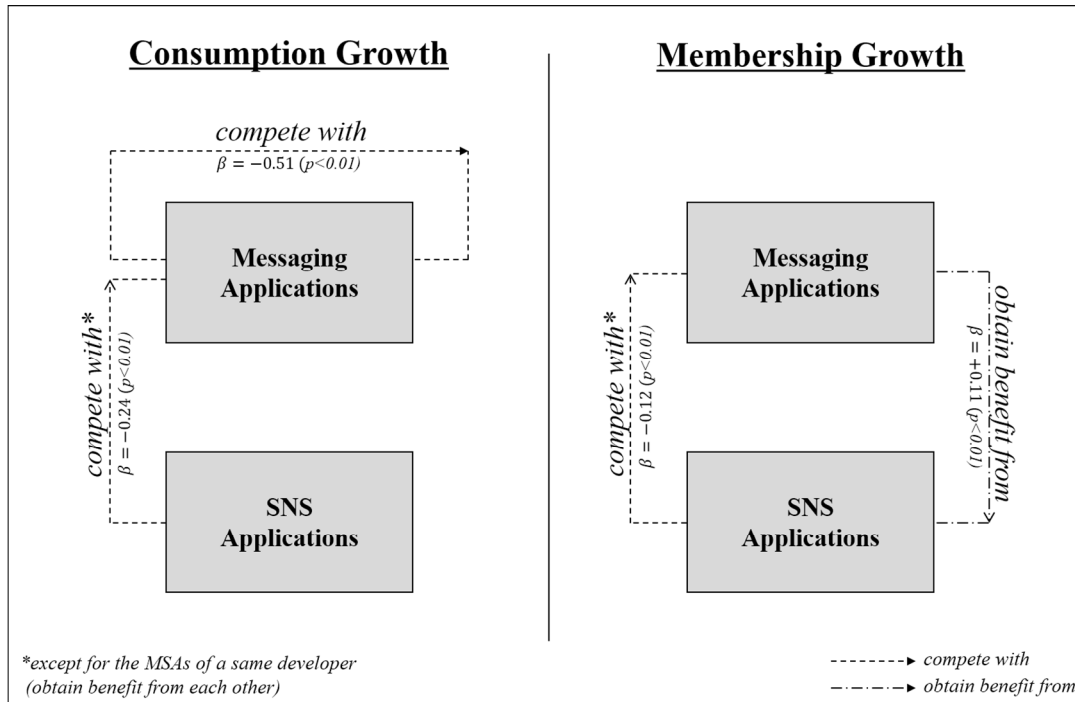 Consumption Growth
compete with
β = −0.51 (p<0.01)
Messaging
Applications
compete with*
β = −0.24 (p<0.01)
SNS
Applications
*except for the MSAs of a same developer
(obtain benefit from each other)
Membership Growth
Messaging
Applications
compete with*
β = −0.12 (p<0.01)
obtain benefit from
β = +0.11 (p<0.01)
SNS
Applications
compete with
obtain benefit from